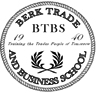 BERK TRADE
BTBS
19 40
Training the Trades People of Tomorrow
AND BUSINESS SCHOOL